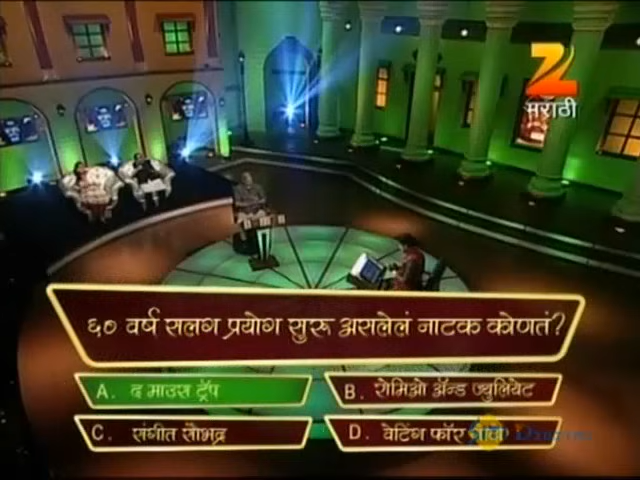 मराठी
६० वर्ष सलग प्रयोग सुरू असलेलं नाटक कोणतं?
A. द माउस ट्रॅप
B. रोमिओ ॲन्ड ज्युलियेट
C. संगीत सौभद्र
D. वेटिंग फॉर